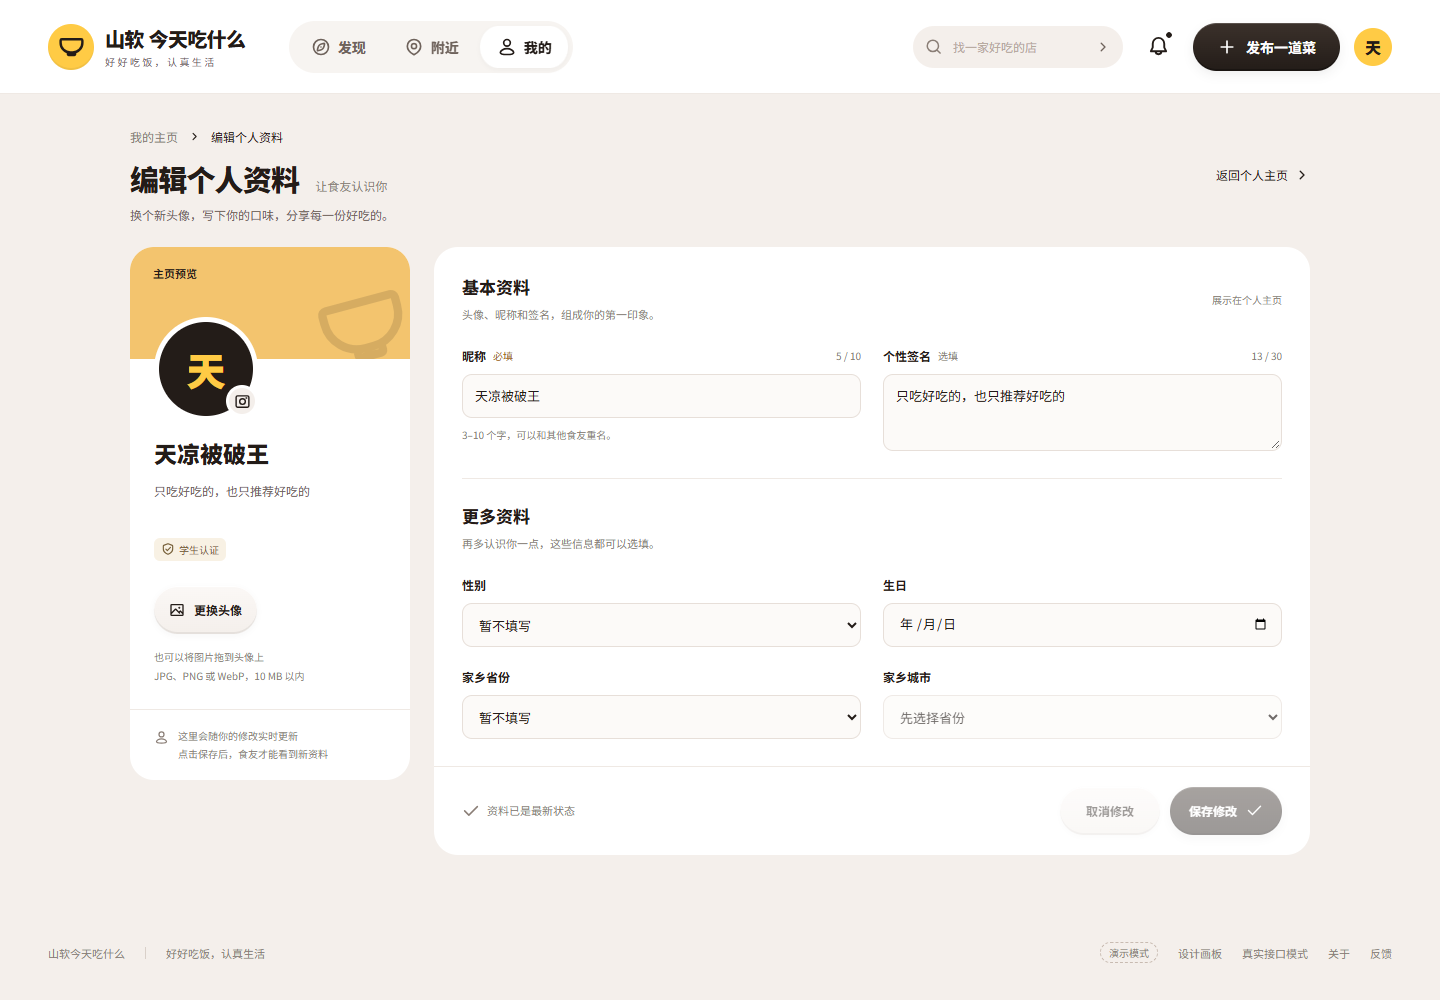 山软 今天吃什么
好好吃饭，认真生活
发现
附近
我的
找一家好吃的店
发布一道菜
天
我的主页
编辑个人资料
编辑个人资料
让食友认识你
返回个人主页
换个新头像，写下你的口味，分享每一份好吃的。
主页预览
天
天凉被破王
只吃好吃的，也只推荐好吃的
学生认证
更换头像
也可以将图片拖到头像上
JPG、PNG 或 WebP，10 MB 以内
这里会随你的修改实时更新
点击保存后，食友才能看到新资料
基本资料
头像、昵称和签名，组成你的第一印象。
展示在个人主页
昵称 必填 5 / 10
天凉被破王
3–10 个字，可以和其他食友重名。
个性签名 选填 13 / 30
只吃好吃的，也只推荐好吃的
更多资料
再多认识你一点，这些信息都可以选填。
性别
暂不填写
生日
年 /月/日
家乡省份
暂不填写
家乡城市
先选择省份
资料已是最新状态
取消修改
保存修改
山软今天吃什么
好好吃饭，认真生活
演示模式
设计画板
真实接口模式
关于
反馈